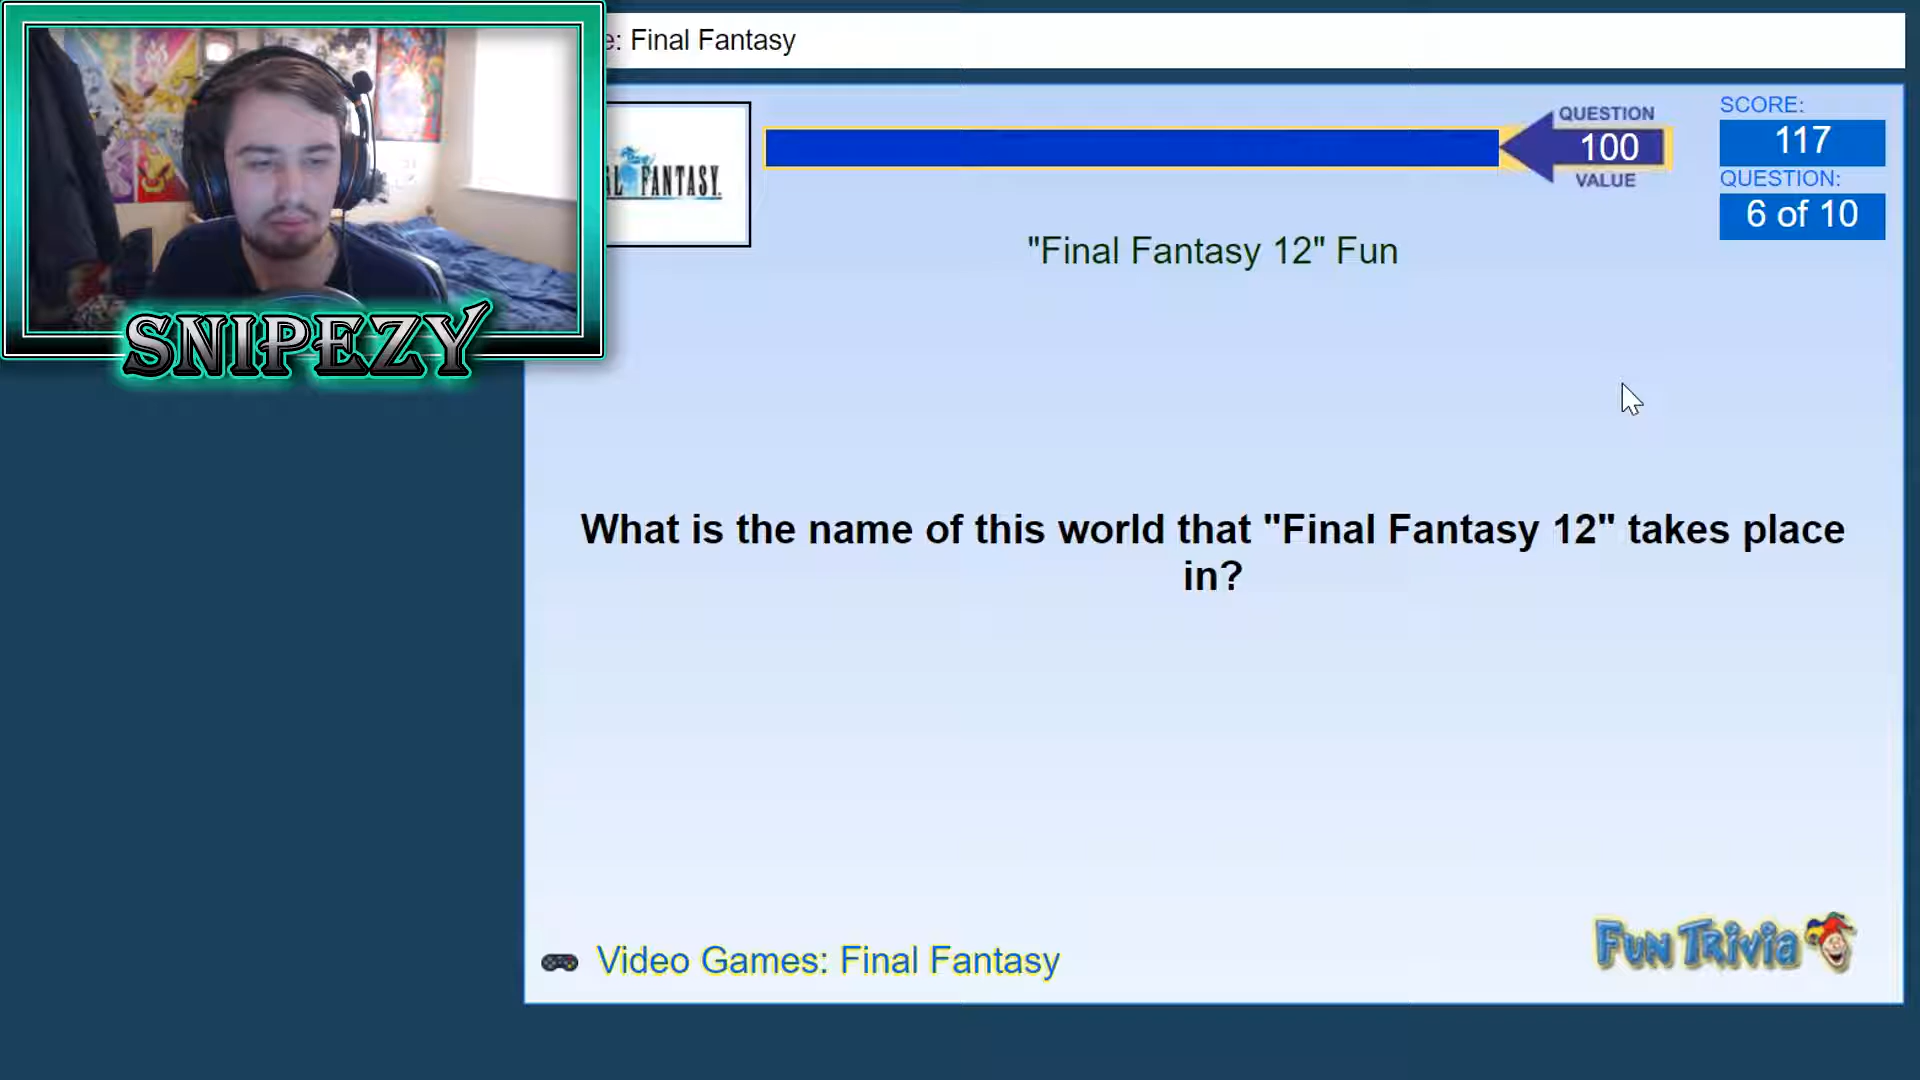 e: Final Fantasy
SNIPEZY
L FANTASY.
QUESTION
100
VALUE
SCORE:
117
QUESTION:
6 of 10
"Final Fantasy 12" Fun
What is the name of this world that "Final Fantasy 12" takes place
in?
Video Games: Final Fantasy
Fun Trivia